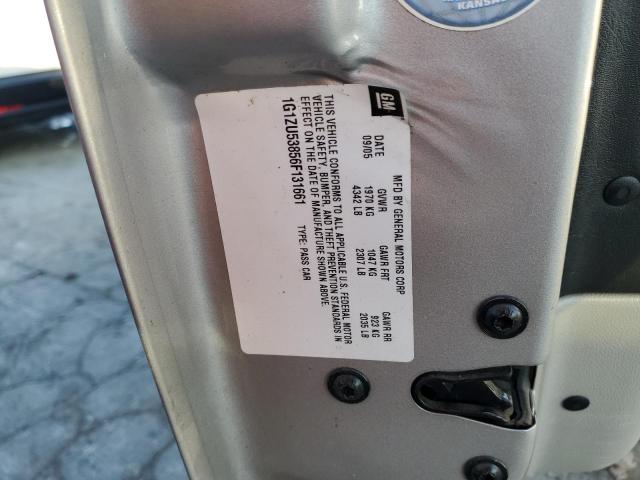 KANSAS
GM
MFD BY GENERAL MOTORS CORP
DATE GVWR GAWR FRT GAWR RR
09/05 1970 KG 1047 KG 923 KG
4342 LB 2307 LB 2035 LB
THIS VEHICLE CONFORMS TO ALL APPLICABLE U.S. FEDERAL MOTOR
VEHICLE SAFETY, BUMPER, AND THEFT PREVENTION STANDARDS IN
EFFECT ON THE DATE OF MANUFACTURE SHOWN ABOVE.
1G1ZU53856F131661 TYPE: PASS CAR